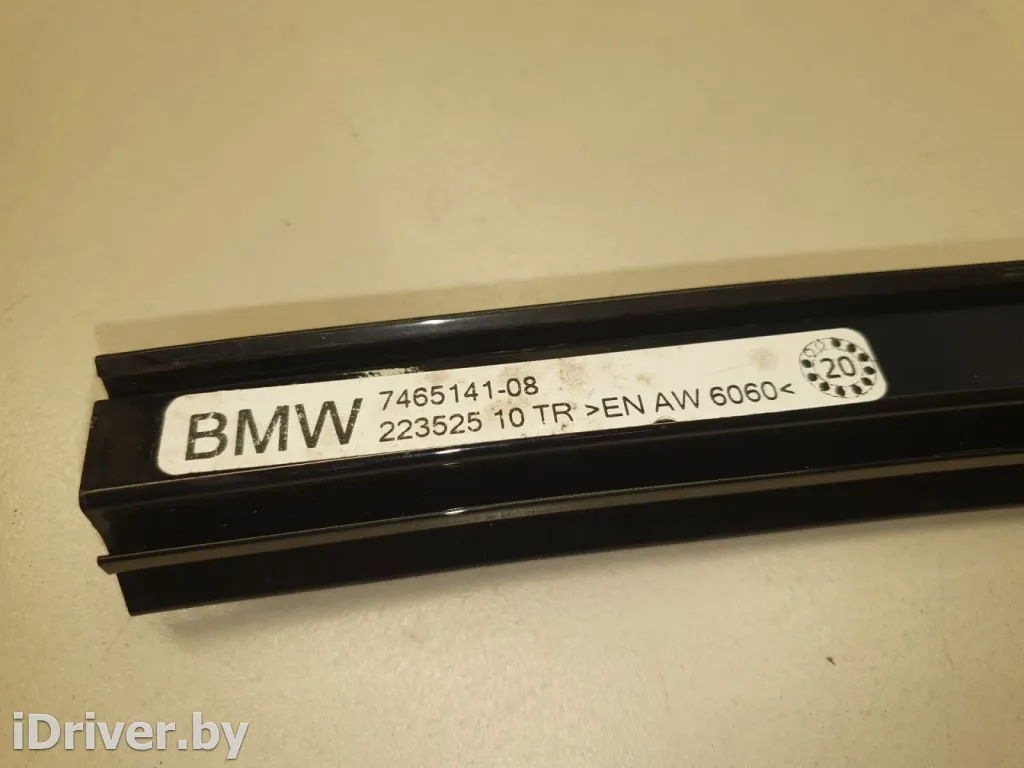 BMW
7465141-08
223525 10 TR >EN AW 6060<
20
iDriver.by